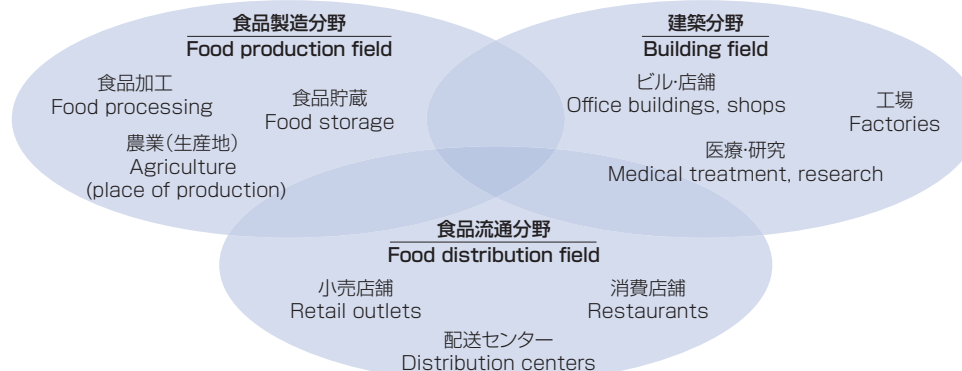 食品製造分野
Food production field
食品加工
Food processing
食品貯蔵
Food storage
農業(生産地)
Agriculture
(place of production)
建築分野
Building field
ビル・店舗
Office buildings, shops
工場
Factories
医療・研究
Medical treatment, research
食品流通分野
Food distribution field
小売店舗
Retail outlets
消費店舗
Restaurants
配送センター
Distribution centers